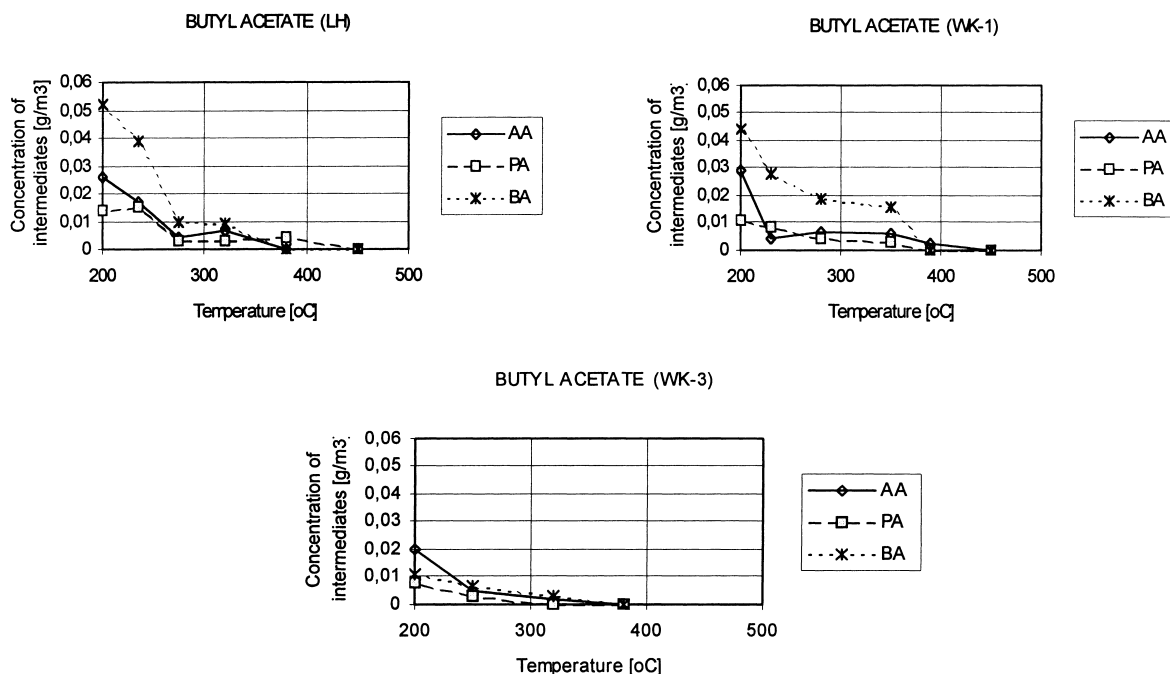 BUTYL ACETATE (LH)
Concentration of
intermediates [g/m3]
0,06
0,05
0,04
0,03
0,02
0,01
0
200
300
400
500
Temperature [oC]
AA
PA
BA
BUTYL ACETATE (WK-1)
Concentration of
intermediates [g/m3
0,06
0,05
0,04
0,03
0,02
0,01
0
200
300
400
500
Temperature [oC]
AA
PA
BA
BUTYL ACETATE (WK-3)
Concentration of
intermediates [g/m3
0,06
0,05
0,04
0,03
0,02
0,01
0
200
300
400
500
Temperature [oC]
AA
PA
BA